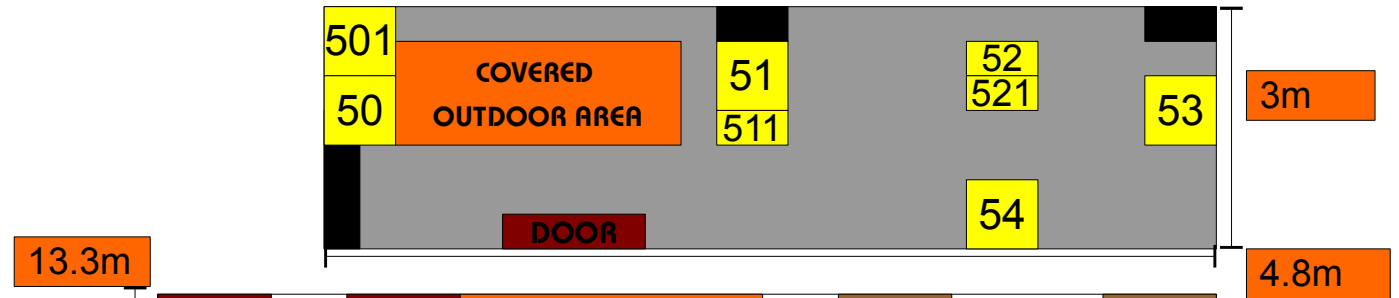 501
COVERED
51
52
521
3m
50
OUTDOOR AREA
511
53
54
DOOR
13.3m
4.8m